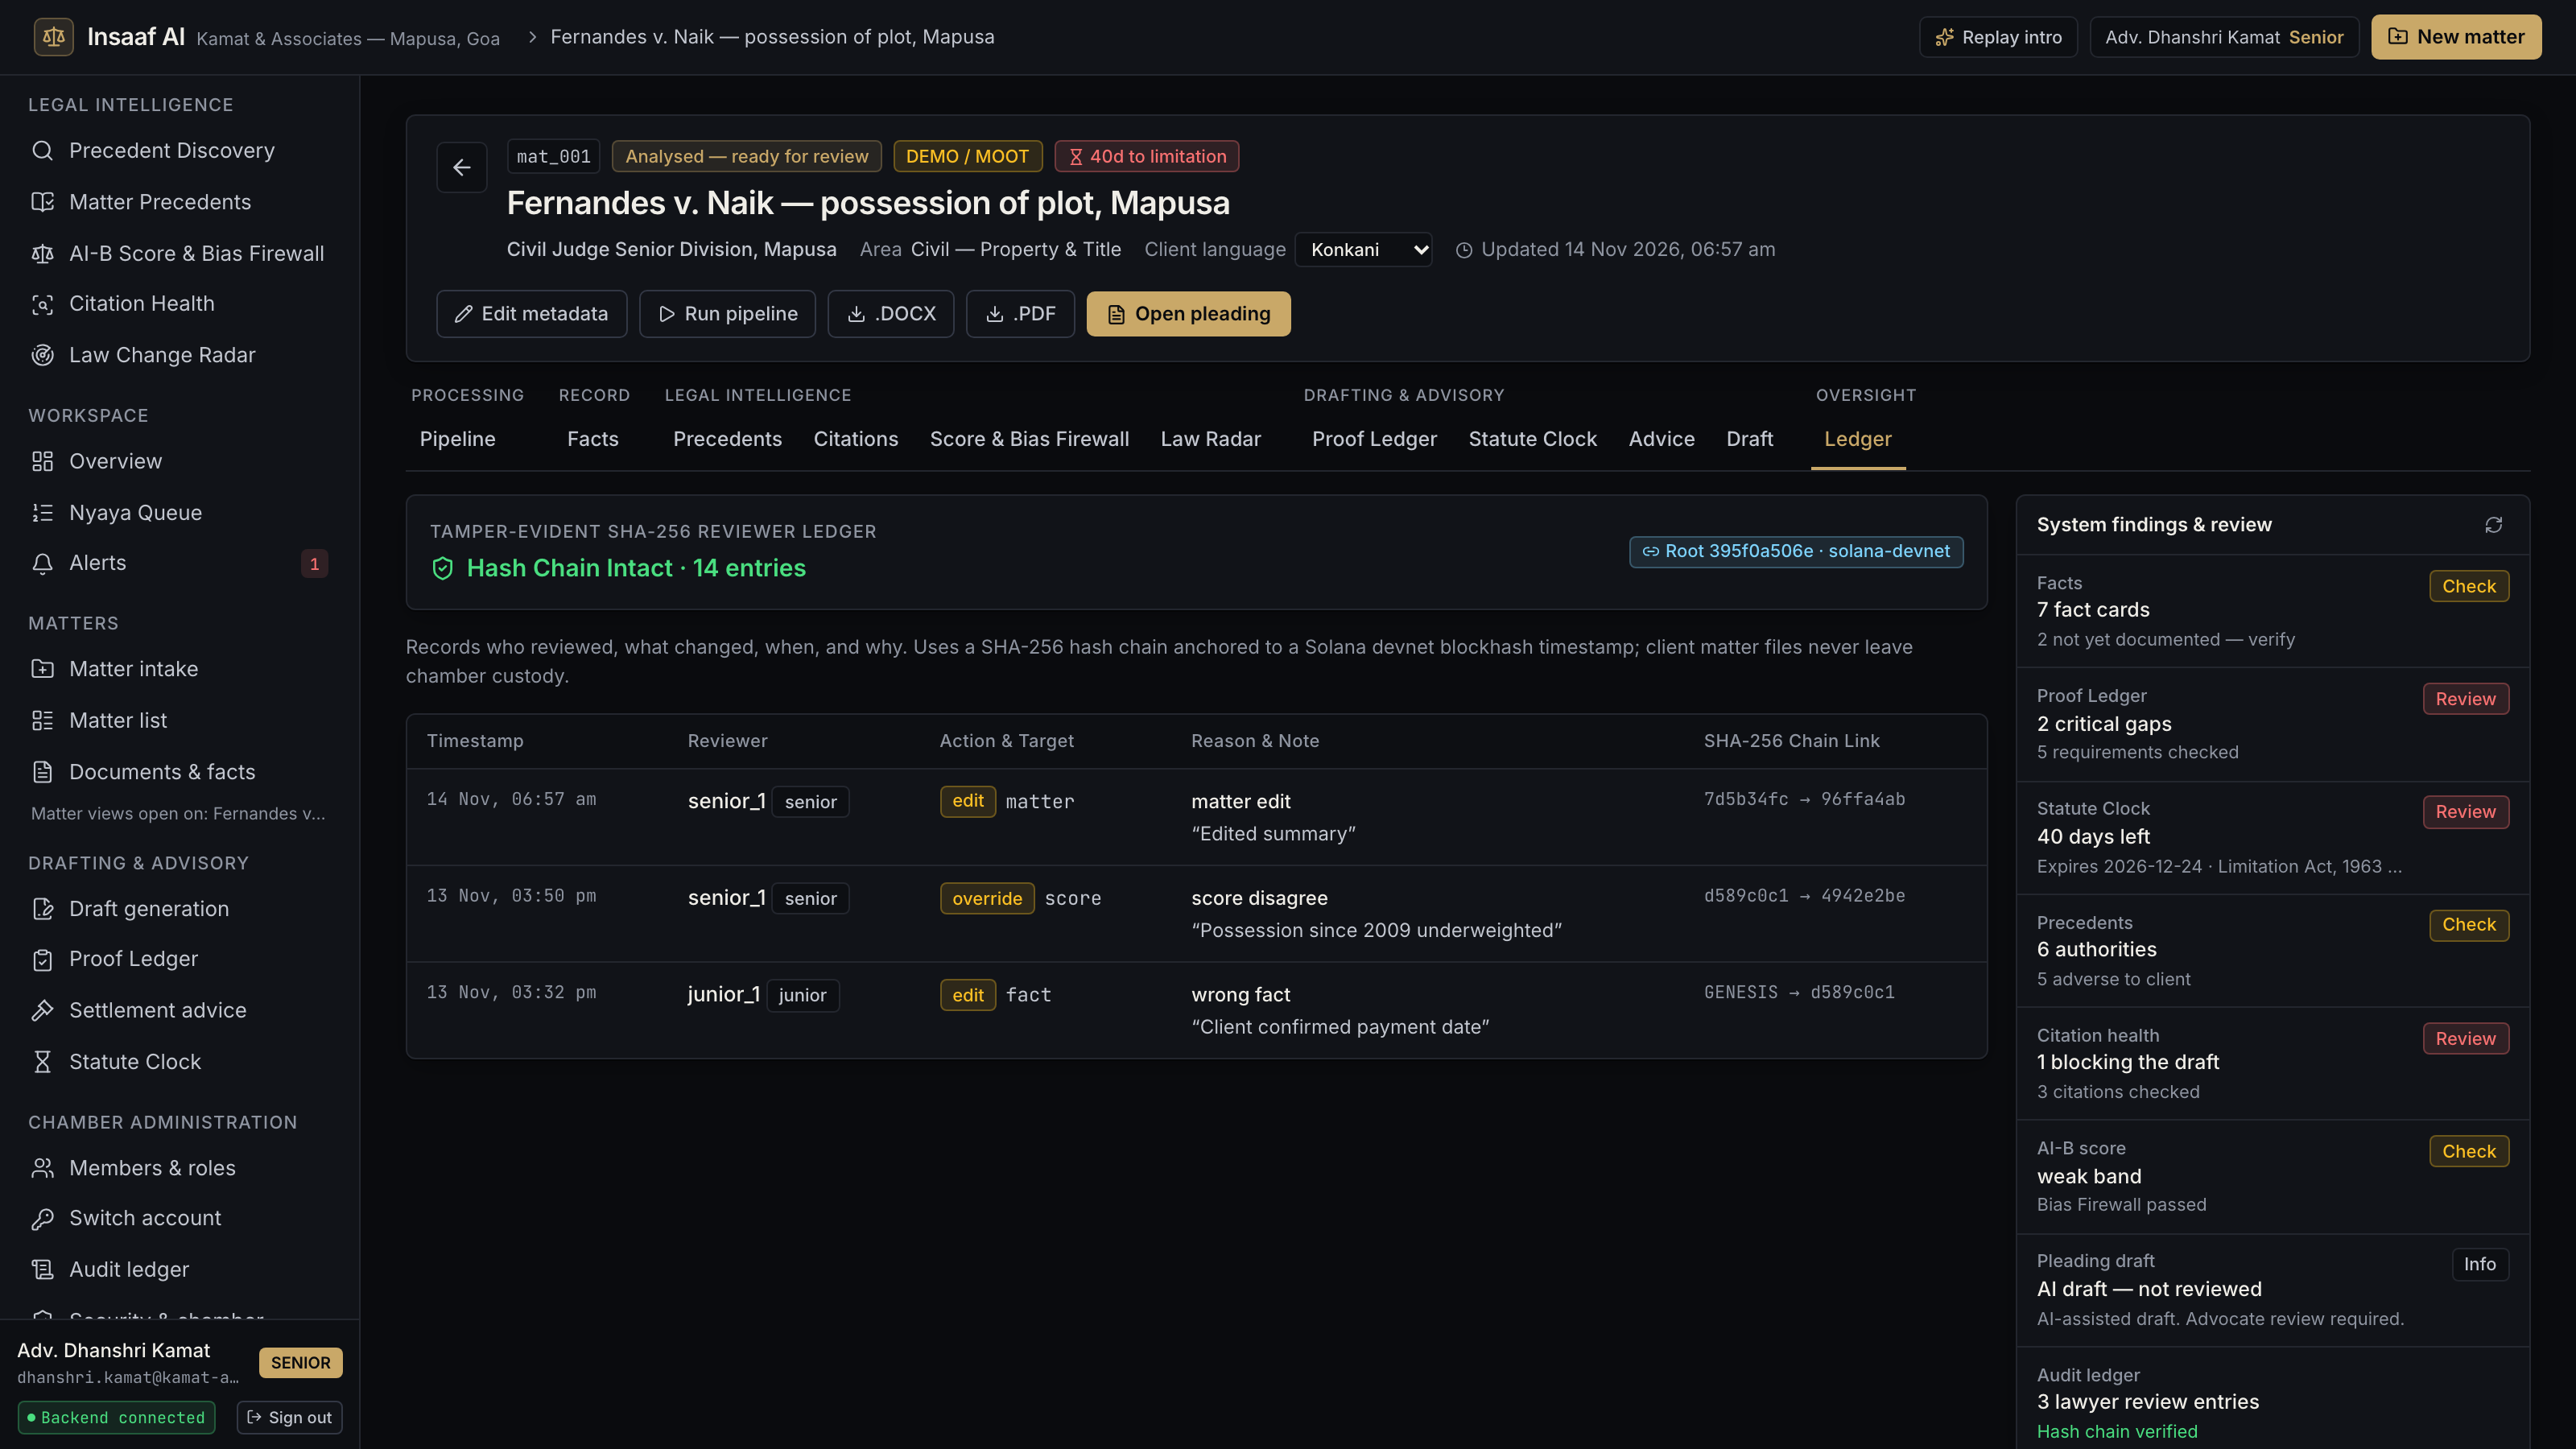 Insaaf AI Kamat & Associates — Mapusa, Goa
Fernandes v. Naik — possession of plot, Mapusa
Replay intro
Adv. Dhanshri Kamat Senior
New matter
LEGAL INTELLIGENCE
Precedent Discovery
Matter Precedents
AI-B Score & Bias Firewall
Citation Health
Law Change Radar
WORKSPACE
Overview
Nyaya Queue
Alerts 1
MATTERS
Matter intake
Matter list
Documents & facts
Matter views open on: Fernandes v...
DRAFTING & ADVISORY
Draft generation
Proof Ledger
Settlement advice
Statute Clock
CHAMBER ADMINISTRATION
Members & roles
Switch account
Audit ledger
Security & chamber
Adv. Dhanshri Kamat
dhanshri.kamat@kamat-a…
SENIOR
Backend connected
Sign out
mat_001 Analysed — ready for review DEMO / MOOT 40d to limitation
Fernandes v. Naik — possession of plot, Mapusa
Civil Judge Senior Division, Mapusa Area Civil — Property & Title Client language Konkani Updated 14 Nov 2026, 06:57 am
Edit metadata Run pipeline .DOCX .PDF Open pleading
PROCESSING RECORD LEGAL INTELLIGENCE DRAFTING & ADVISORY OVERSIGHT
Pipeline Facts Precedents Citations Score & Bias Firewall Law Radar Proof Ledger Statute Clock Advice Draft Ledger
TAMPER-EVIDENT SHA-256 REVIEWER LEDGER
Hash Chain Intact · 14 entries
Root 395f0a506e · solana-devnet
Records who reviewed, what changed, when, and why. Uses a SHA-256 hash chain anchored to a Solana devnet blockhash timestamp; client matter files never leave
chamber custody.
Timestamp Reviewer Action & Target Reason & Note SHA-256 Chain Link
14 Nov, 06:57 am senior_1 senior edit matter matter edit 7d5b34fc → 96ffa4ab
“Edited summary”
13 Nov, 03:50 pm senior_1 senior override score score disagree d589c0c1 → 4942e2be
“Possession since 2009 underweighted”
13 Nov, 03:32 pm junior_1 junior edit fact wrong fact GENESIS → d589c0c1
“Client confirmed payment date”
System findings & review
Facts
7 fact cards
2 not yet documented — verify
Check
Proof Ledger
2 critical gaps
5 requirements checked
Review
Statute Clock
40 days left
Expires 2026-12-24 · Limitation Act, 1963 ...
Review
Precedents
6 authorities
5 adverse to client
Check
Citation health
1 blocking the draft
3 citations checked
Review
AI-B score
weak band
Bias Firewall passed
Check
Pleading draft
AI draft — not reviewed
AI-assisted draft. Advocate review required.
Info
Audit ledger
3 lawyer review entries
Hash chain verified